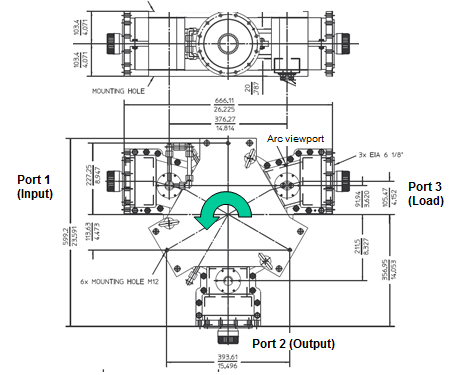 103,4
4.071
103,4
4.071
MOUNTING HOLE
20
787
666,11
26,225
376,27
14,814
Arc viewport
3x EIA 6 1/8"
Port 1
(Input)
227,25
8,947
599,2
23,591
113,63
4,473
91,94
3,620
105,47
4,152
Port 3
(Load)
211,5
8,327
356,95
14,053
6x MOUNTING HOLE M12
Port 2 (Output)
393,61
15,496